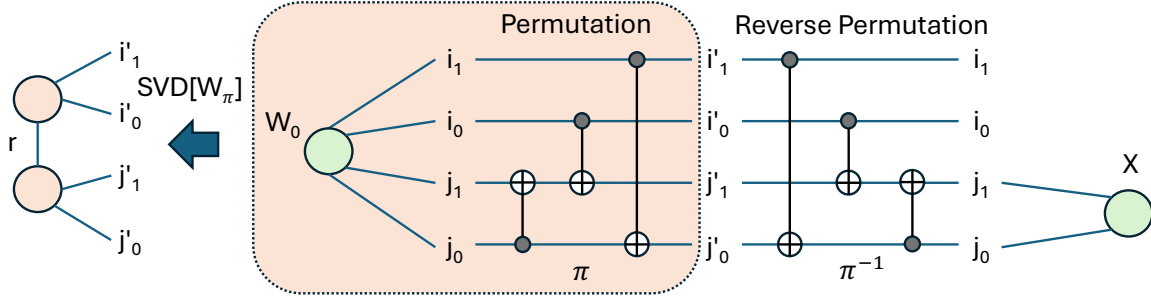 Permutation
Reverse Permutation
i'₁
i₁
i'₁
i₁
SVD[W_π]
i'₀
W₀
i₀
i'₀
i₀
r
X
j'₁
j₁
j'₁
j₁
j'₀
j₀
j'₀
j₀
π
π⁻¹